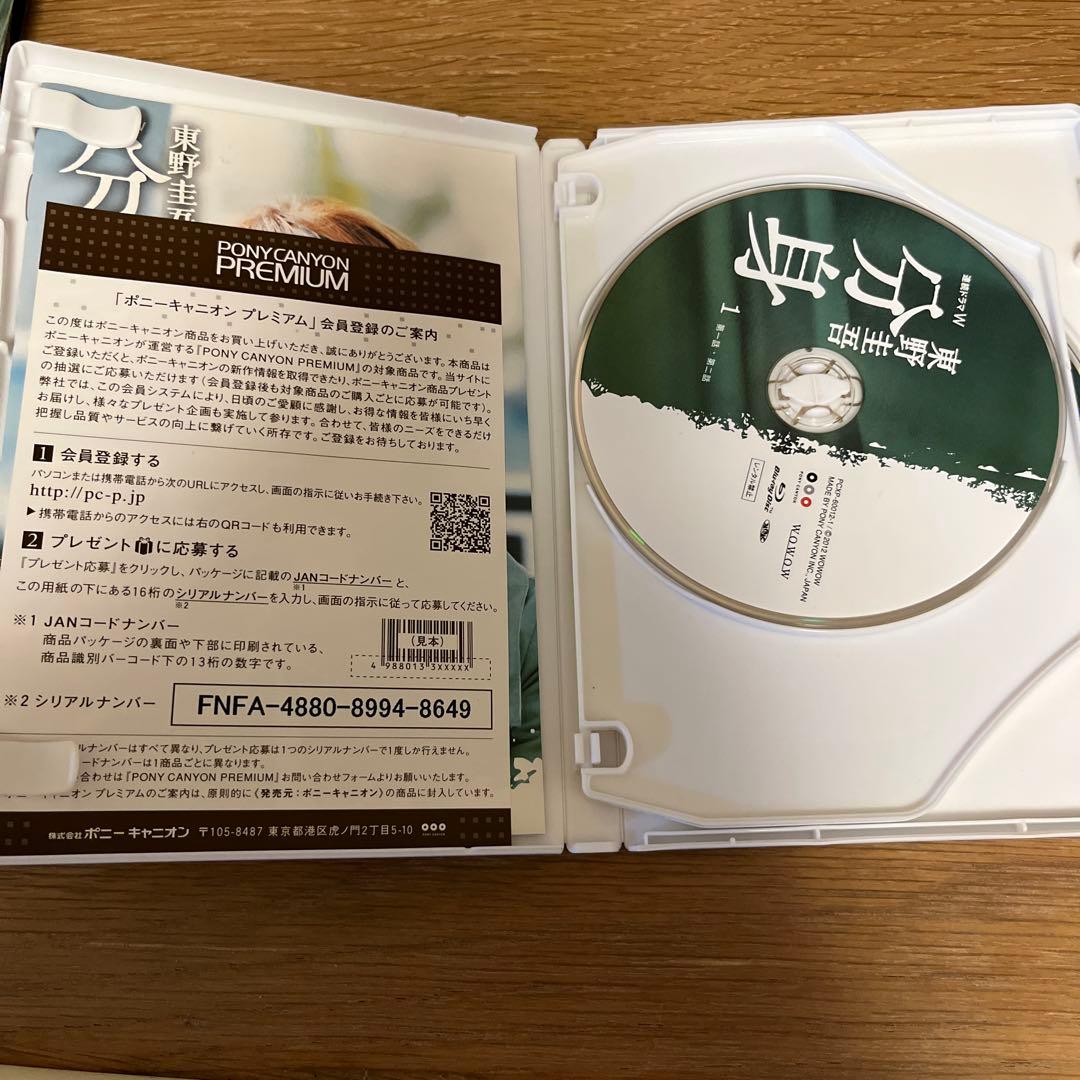 東野圭吾
分
PONY CANYON
PREMIUM
「ポニーキャニオン プレミアム」会員登録のご案内
この度はポニーキャニオン商品をお買い上げいただき、誠にありがとうございます。本商品は
ポニーキャニオンが運営する『PONY CANYON PREMIUM』の対象商品です。当サイトに
ご登録いただくと、ポニーキャニオンの新作情報を取得できたり、ポニーキャニオン商品プレゼント
の抽選にご応募いただけます(会員登録後も対象商品のご購入ごとに応募が可能です)。
弊社では、この会員システムにより、日頃のご愛顧に感謝し、お得な情報を皆様にいち早く
お届けし、様々なプレゼント企画も実施して参ります。合わせて、皆様のニーズをできるだけ
把握し品質やサービスの向上に繋げていく所存です。ご登録をお待ちしております。
1 会員登録する
パソコンまたは携帯電話から次のURLにアクセスし、画面の指示に従いお手続き下さい。
http://pc-p.jp
▶携帯電話からのアクセスには右のQRコードも利用できます。
2 プレゼントに応募する
『プレゼント応募』をクリックし、パッケージに記載のJANコードナンバーと、
※1
この用紙の下にある16桁のシリアルナンバーを入力し、画面の指示に従って応募してください。
※2
※1 JANコードナンバー
商品パッケージの裏面や下部に印刷されている、
商品識別バーコード下の13桁の数字です。
(見本)
4 988013 3XXXXX
※2 シリアルナンバー
FNFA-4880-8994-8649
ルナンバーはすべて異なり、プレゼント応募は1つのシリアルナンバーで1度しか行えません。
ードナンバーは1商品ごとに異なります。
い合わせは『PONY CANYON PREMIUM』お問い合わせフォームよりお願いいたします。
ニーキャニオン プレミアムのご案内は、原則的に《発売元:ポニーキャニオン》の商品に封入しています。
株式会社 ポニーキャニオン 〒105-8487 東京都港区虎ノ門2丁目5-10
PONY CANYON
連続ドラマW
東野圭吾
分身
1
第一話・第二話
レンタル禁止
Blu-ray Disc™
PONY CANYON
W.O.W.O.W
PCXP-60012-1/©2012 WOWOW
MADE BY PONY CANYON INC., JAPAN